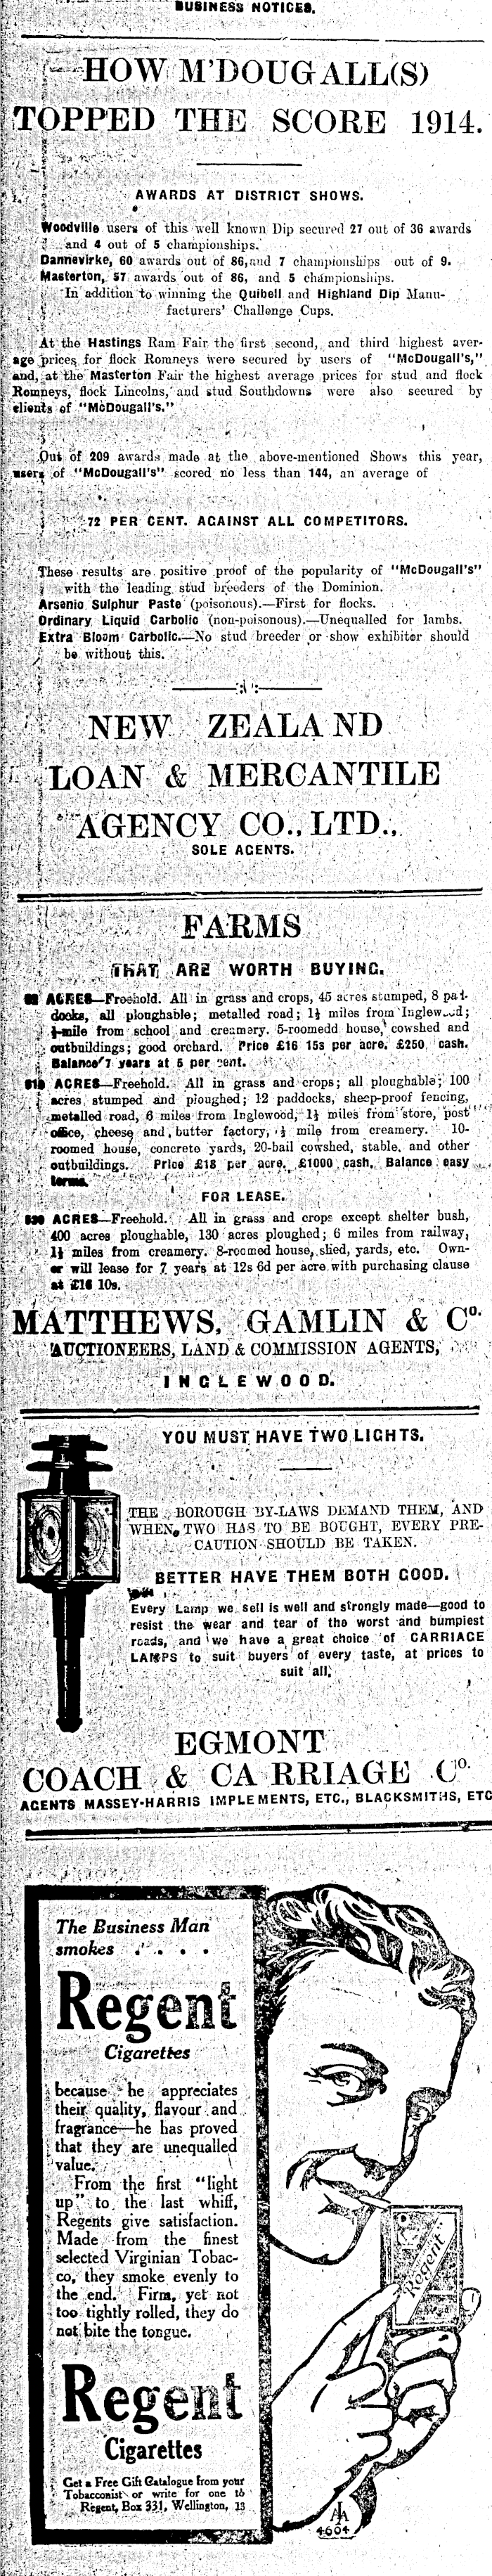 BUSINESS NOTICES.
HOW M'DOUGALL(S)
TOPPED THE SCORE 1914.
AWARDS AT DISTRICT SHOWS.
Woodville users of this well known Dip secured 27 out of 36 awards
and 4 out of 5 championships.
Dannevirke, 60 awards out of 86, and 7 championships out of 9.
Masterton, 57 awards out of 86, and 5 championships.
In addition to winning the Quibell and Highland Dip Manu-
facturers' Challenge Cups.
At the Hastings Ram Fair the first second, and third highest aver-
age prices for flock Romneys were secured by users of "McDougall's,"
and, at the Masterton Fair the highest average prices for stud and flock
Romneys, flock Lincolns, and stud Southdowns were also secured by
clients of "McDougall's."
Out of 209 awards made at the above-mentioned Shows this year,
users of "McDougall's" scored no less than 144, an average of
72 PER CENT. AGAINST ALL COMPETITORS.
These results are positive proof of the popularity of "McDougall's"
with the leading stud breeders of the Dominion.
Arsenio Sulphur Paste (poisonous).—First for flocks.
Ordinary Liquid Carbolic (non-poisonous).—Unequalled for lambs.
Extra Bloom Carbolic.—No stud breeder or show exhibitor should
be without this.
NEW ZEALAND
LOAN & MERCANTILE
AGENCY CO., LTD.,
SOLE AGENTS.
FARMS
THAT ARE WORTH BUYING.
ACRES—Freehold. All in grass and crops, 45 acres stumped, 8 pad-
docks, all ploughable; metalled road; 1½ miles from Inglewood;
½-mile from school and creamery. 5-roomedd house, cowshed and
outbuildings; good orchard. Price £16 15s per acre. £250 cash.
Balance 7 years at 5 per cent.
ACRES—Freehold. All in grass and crops; all ploughable; 100
acres stumped and ploughed; 12 paddocks, sheep-proof fencing,
metalled road, 6 miles from Inglewood, 1½ miles from store, post
office, cheese and butter factory, ½ mile from creamery. 10-
roomed house, concrete yards, 20-bail cowshed, stable, and other
outbuildings. Price £18 per acre. £1000 cash. Balance easy
terms.
FOR LEASE.
ACRES—Freehold. All in grass and crops except shelter bush,
400 acres ploughable, 130 acres ploughed; 6 miles from railway,
1½ miles from creamery. 8-roomed house, shed, yards, etc. Own-
er will lease for 7 years at 12s 6d per acre with purchasing clause
at £16 10s.
MATTHEWS, GAMLIN & Co.
AUCTIONEERS, LAND & COMMISSION AGENTS,
INGLEWOOD.
YOU MUST HAVE TWO LIGHTS.
THE BOROUGH BY-LAWS DEMAND THEM, AND
WHEN TWO HAS TO BE BOUGHT, EVERY PRE-
CAUTION SHOULD BE TAKEN.
BETTER HAVE THEM BOTH GOOD.
Every Lamp we sell is well and strongly made—good to
resist the wear and tear of the worst and bumpiest
roads, and we have a great choice of CARRIAGE
LAMPS to suit buyers of every taste, at prices to
suit all.
EGMONT
COACH & CARRIAGE Co.
AGENTS MASSEY-HARRIS IMPLEMENTS, ETC., BLACKSMITHS, ETC
The Business Man
smokes . . . .
Regent
Cigarettes
because he appreciates
their quality, flavour and
fragrance—he has proved
that they are unequalled
value.
From the first "light
up" to the last whiff,
Regents give satisfaction.
Made from the finest
selected Virginian Tobac-
co, they smoke evenly to
the end. Firm, yet not
too tightly rolled, they do
not bite the tongue.
Regent
Cigarettes
Get a Free Gift Catalogue from your
Tobacconist or write for one to
Regent, Box 331, Wellington, 13
Regent
4604